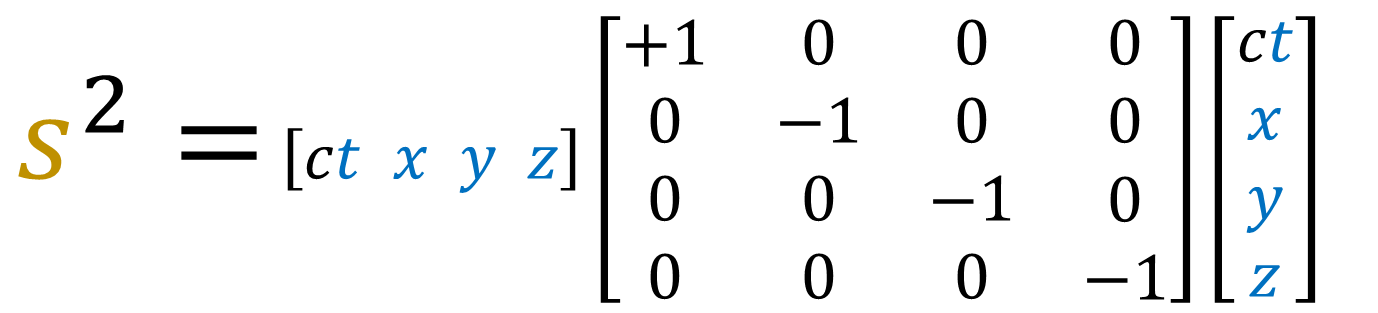 s² = [ct x y z] [+1 0 0 0
0 −1 0 0
0 0 −1 0
0 0 0 −1] [ct
x
y
z]